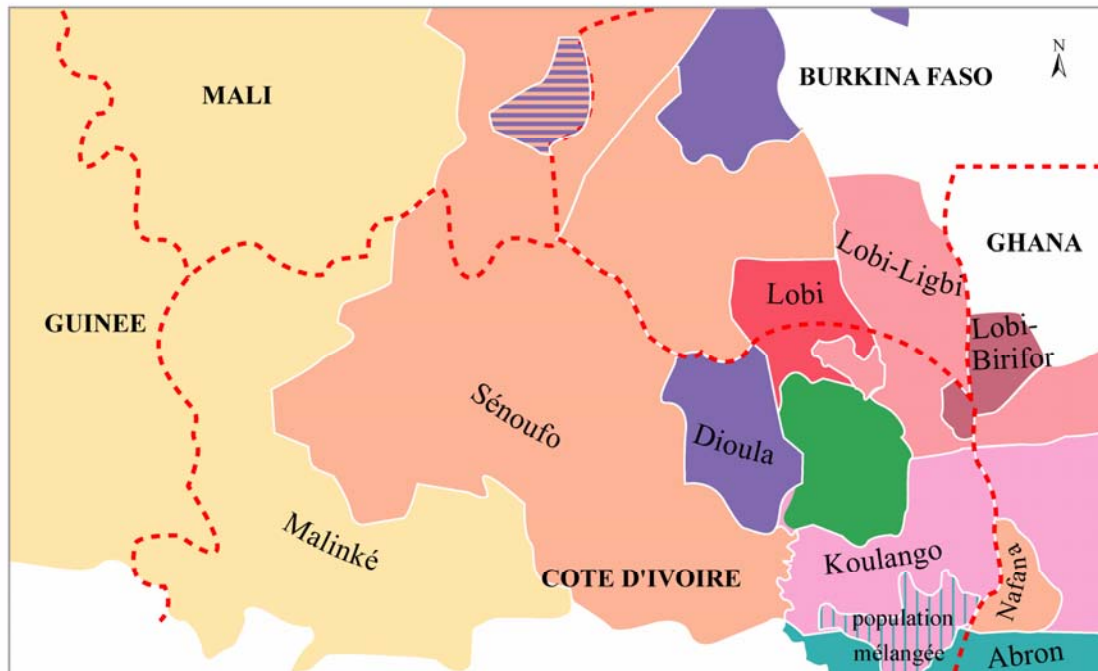 N
MALI
BURKINA FASO
GHANA
Lobi-Ligbi
Lobi
GUINEE
Lobi-
Birifor
Sénoufo
Dioula
Malinké
Koulango
COTE D'IVOIRE
Nafana
population
mélangée
Abron